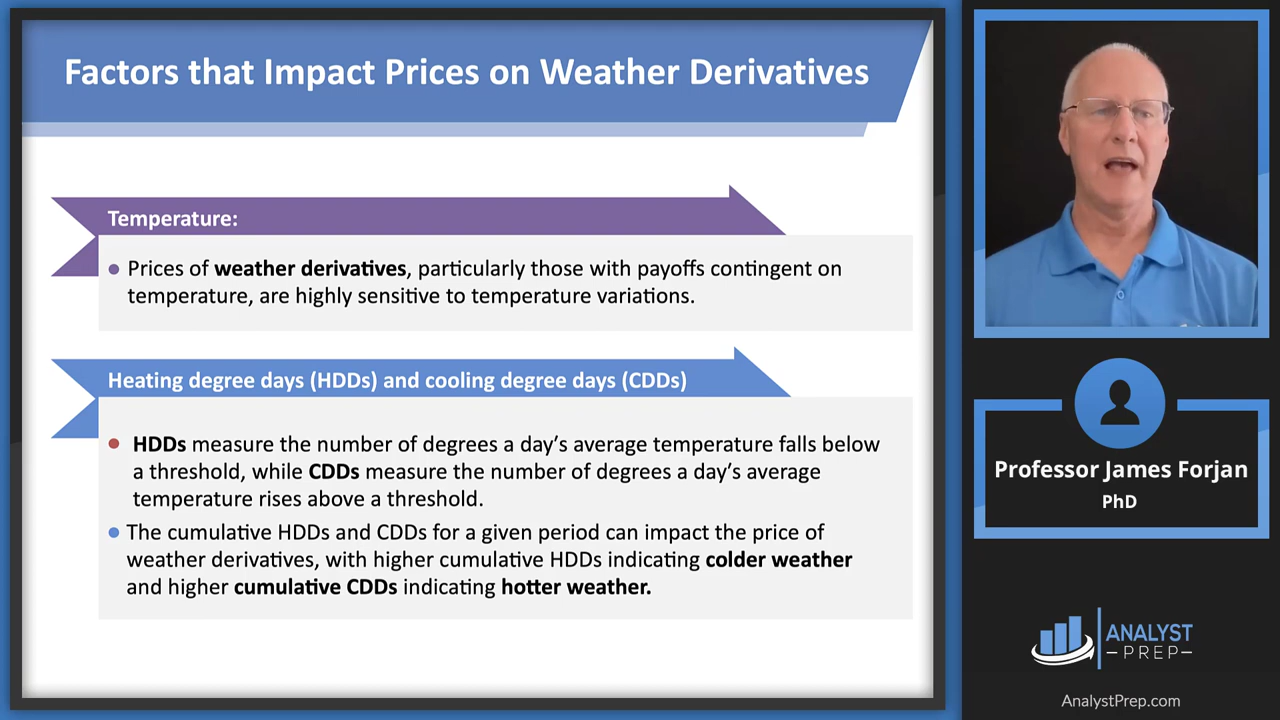 Factors that Impact Prices on Weather Derivatives
Temperature:
Prices of weather derivatives, particularly those with payoffs contingent on
temperature, are highly sensitive to temperature variations.
Heating degree days (HDDs) and cooling degree days (CDDs)
HDDs measure the number of degrees a day's average temperature falls below
a threshold, while CDDs measure the number of degrees a day's average
temperature rises above a threshold.
The cumulative HDDs and CDDs for a given period can impact the price of
weather derivatives, with higher cumulative HDDs indicating colder weather
and higher cumulative CDDs indicating hotter weather.
Professor James Forjan
PhD
ANALYST
PREP
AnalystPrep.com